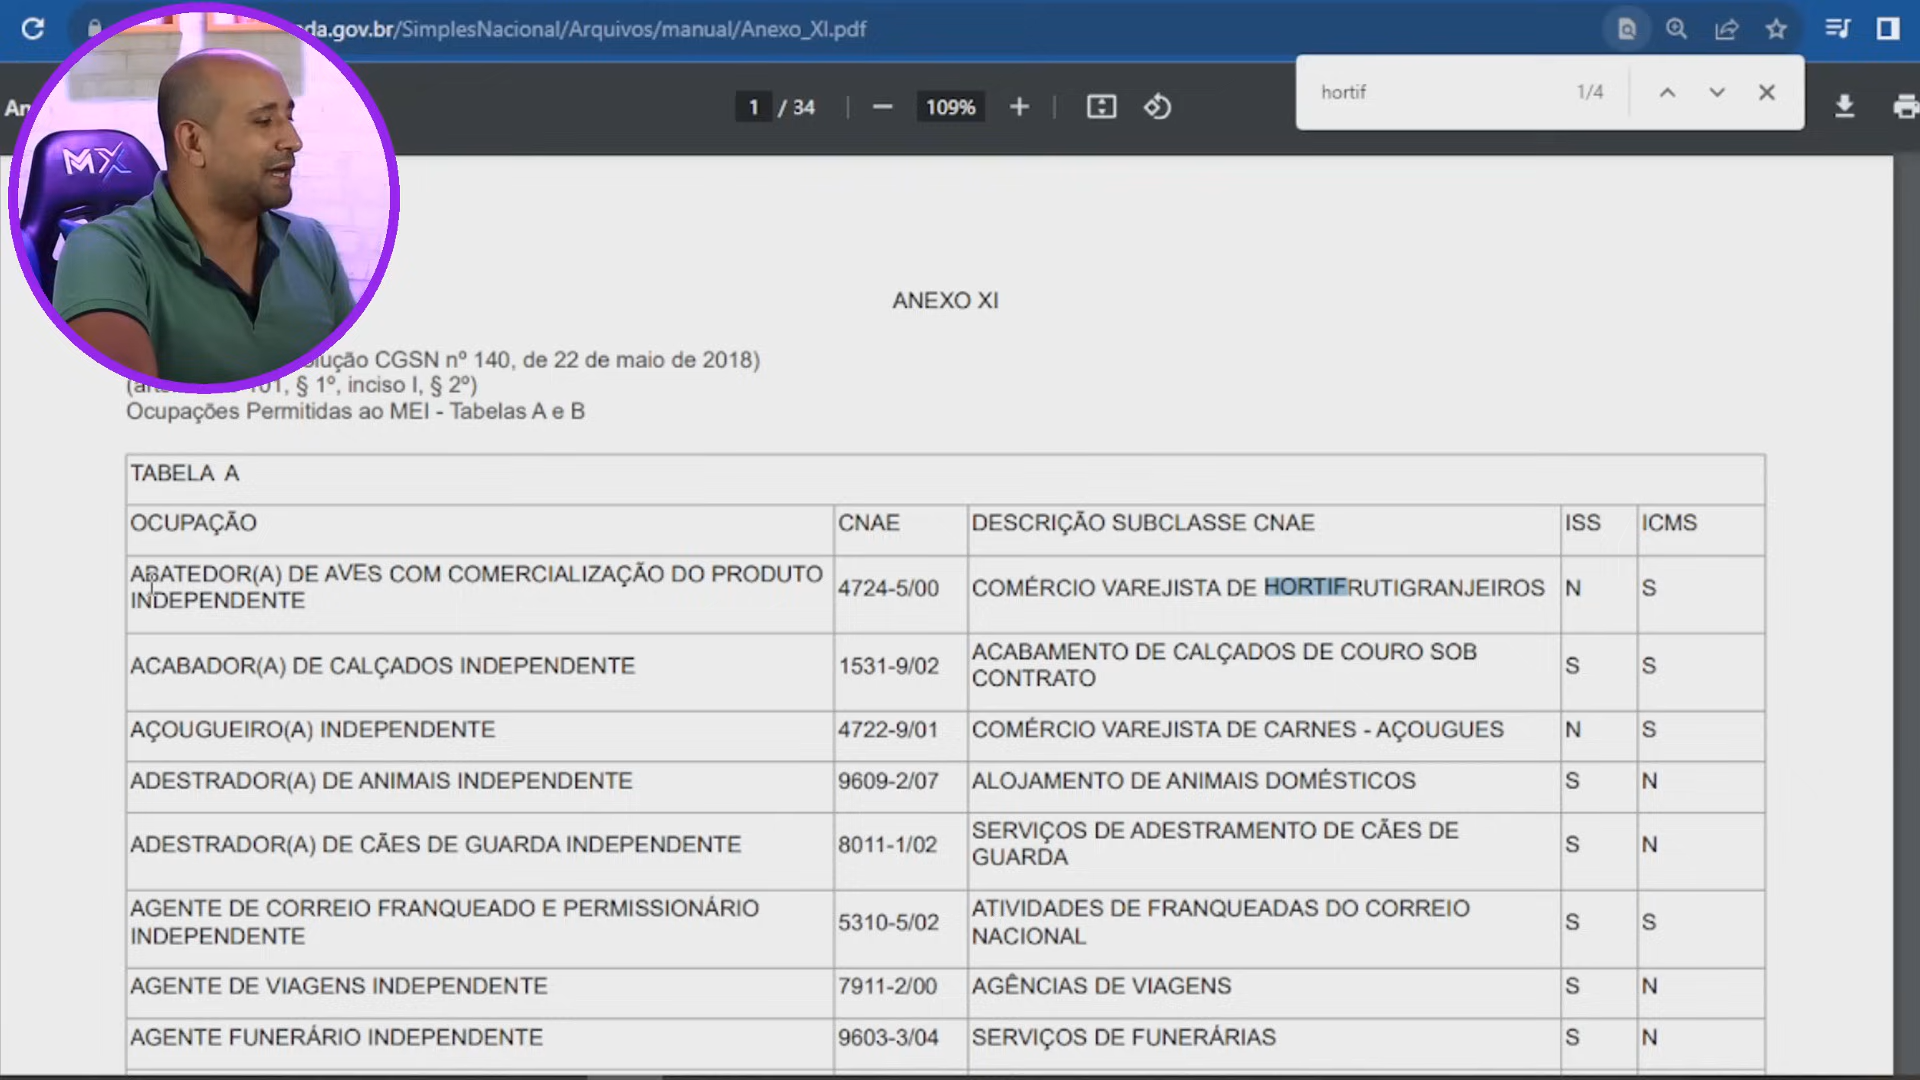 da.gov.br/SimplesNacional/Arquivos/manual/Anexo_XI.pdf
hortif 1/4
1 / 34 109%
MX
ANEXO XI
CGSN nº 140, de 22 de maio de 2018)
§ 1º, inciso I, § 2º)
Ocupações Permitidas ao MEI - Tabelas A e B
TABELA A
OCUPAÇÃO CNAE DESCRIÇÃO SUBCLASSE CNAE ISS ICMS
ABATEDOR(A) DE AVES COM COMERCIALIZAÇÃO DO PRODUTO
INDEPENDENTE 4724-5/00 COMÉRCIO VAREJISTA DE HORTIFRUTIGRANJEIROS N S
ACABADOR(A) DE CALÇADOS INDEPENDENTE 1531-9/02 ACABAMENTO DE CALÇADOS DE COURO SOB
CONTRATO S S
AÇOUGUEIRO(A) INDEPENDENTE 4722-9/01 COMÉRCIO VAREJISTA DE CARNES - AÇOUGUES N S
ADESTRADOR(A) DE ANIMAIS INDEPENDENTE 9609-2/07 ALOJAMENTO DE ANIMAIS DOMÉSTICOS S N
ADESTRADOR(A) DE CÃES DE GUARDA INDEPENDENTE 8011-1/02 SERVIÇOS DE ADESTRAMENTO DE CÃES DE
GUARDA S N
AGENTE DE CORREIO FRANQUEADO E PERMISSIONÁRIO
INDEPENDENTE 5310-5/02 ATIVIDADES DE FRANQUEADAS DO CORREIO
NACIONAL S S
AGENTE DE VIAGENS INDEPENDENTE 7911-2/00 AGÊNCIAS DE VIAGENS S N
AGENTE FUNERÁRIO INDEPENDENTE 9603-3/04 SERVIÇOS DE FUNERÁRIAS S N